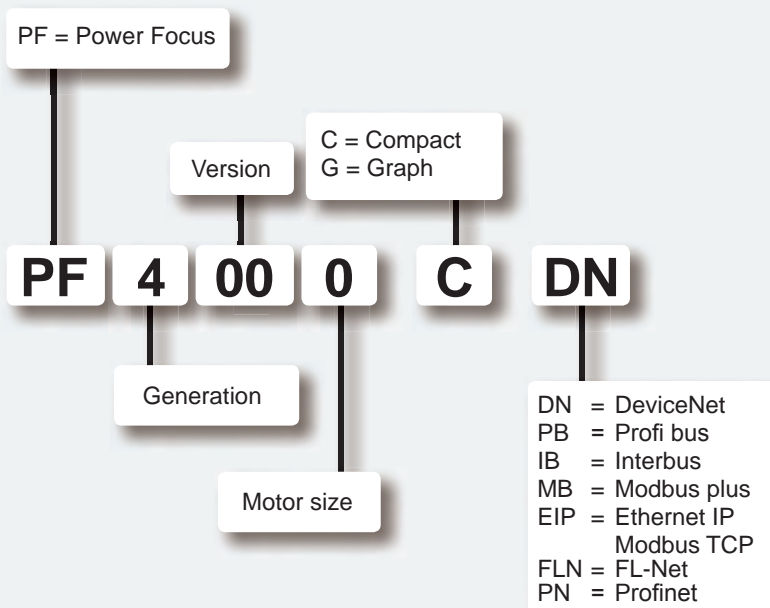 PF = Power Focus
C = Compact
G = Graph
Version
PF 4 00 0 C DN
Generation
Motor size
DN = DeviceNet
PB = Profi bus
IB = Interbus
MB = Modbus plus
EIP = Ethernet IP
Modbus TCP
FLN = FL-Net
PN = Profinet